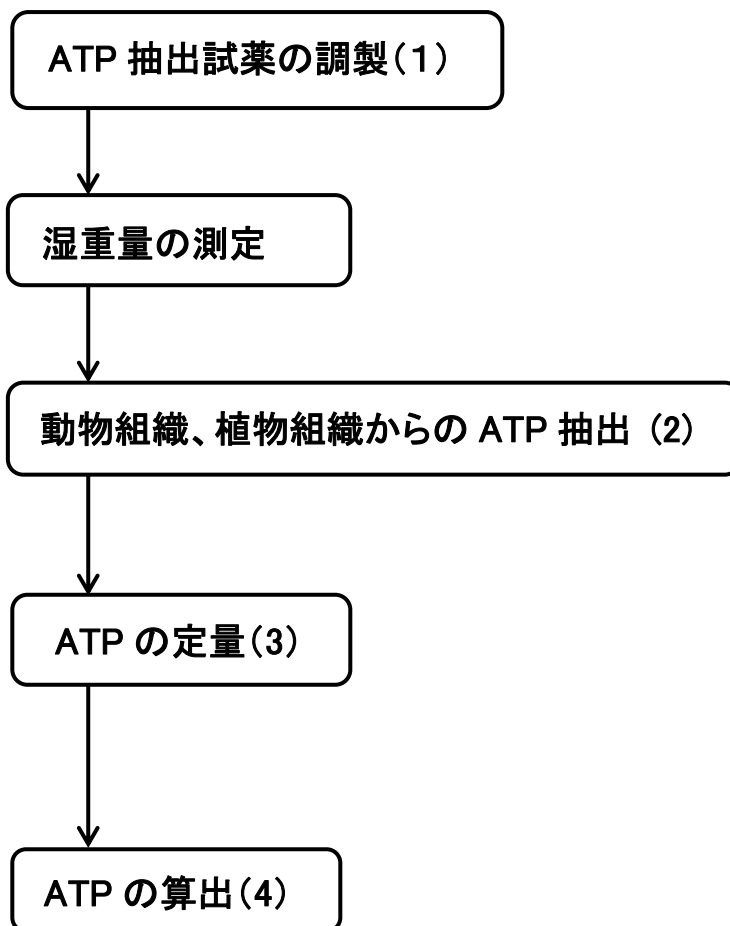 ATP 抽出試薬の調製(1)
湿重量の測定
動物組織、植物組織からの ATP 抽出 (2)
ATP の定量(3)
ATP の算出(4)